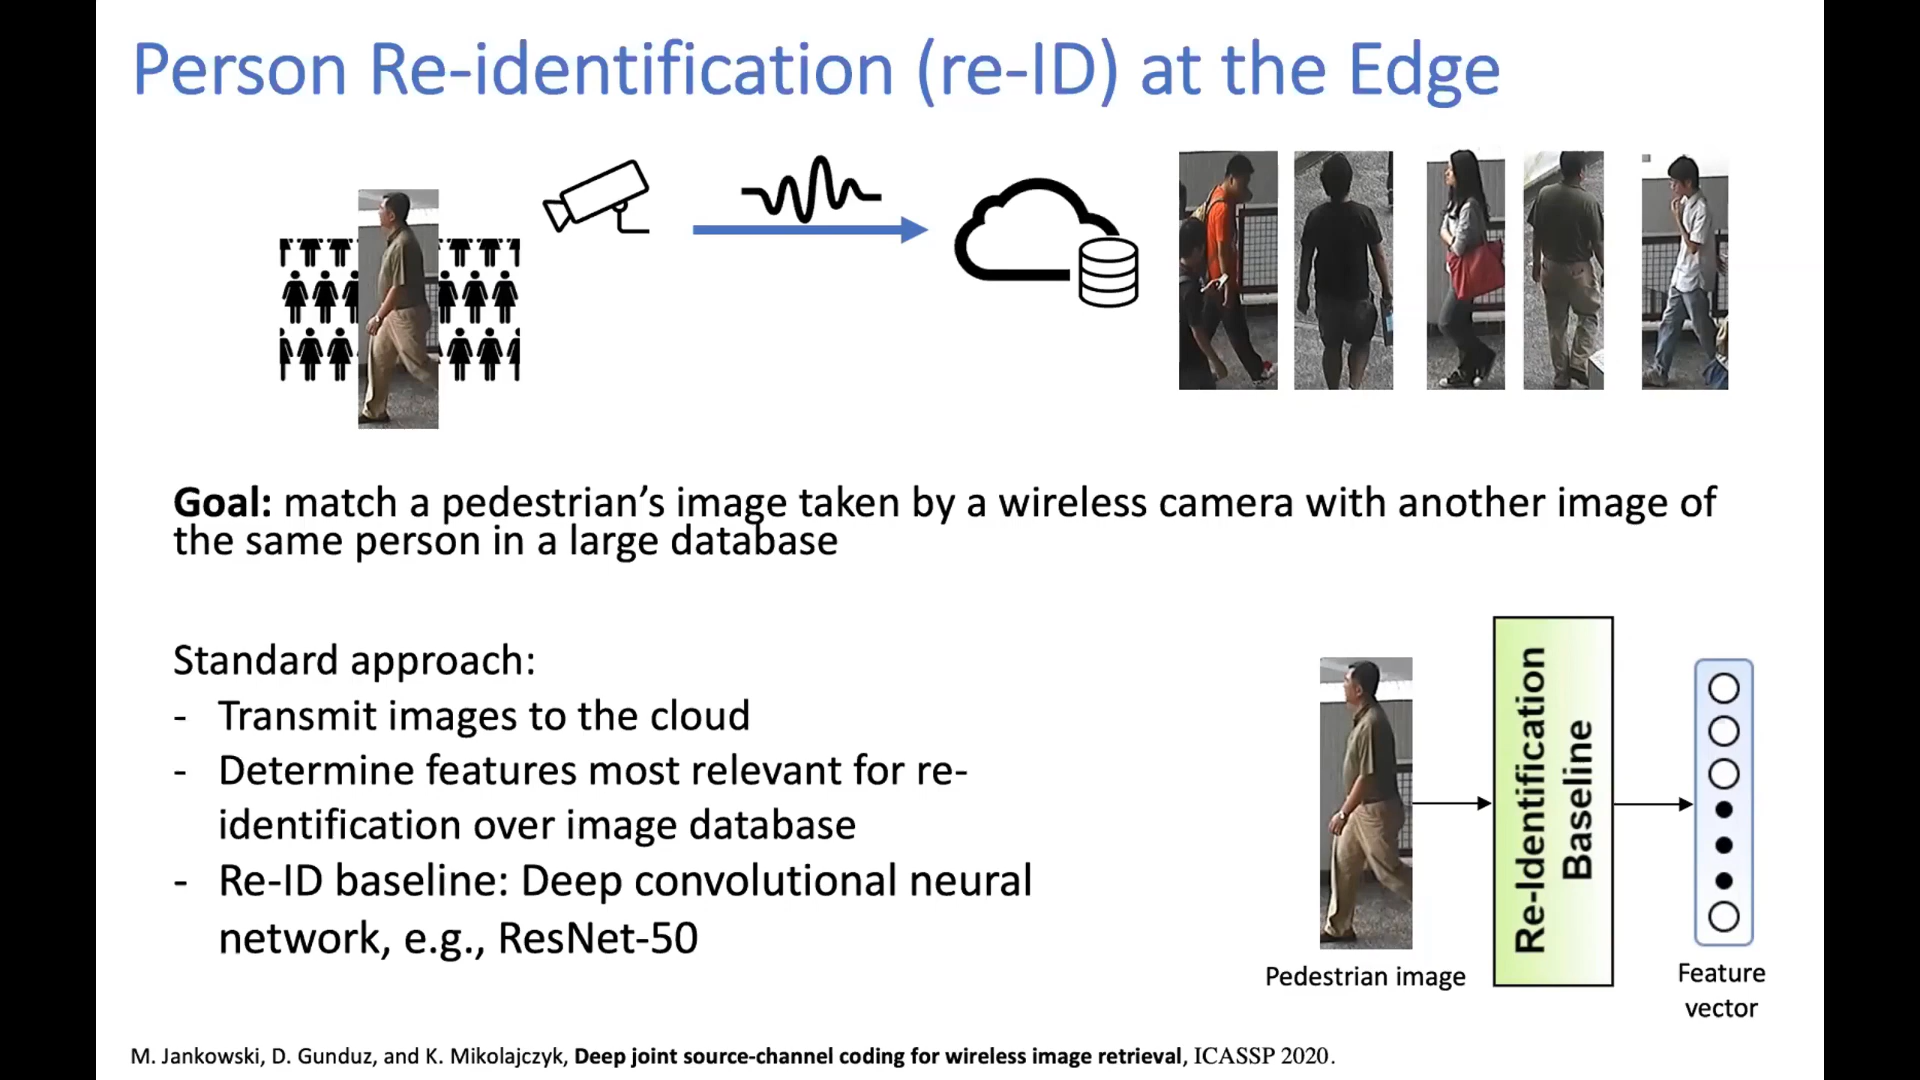 Person Re-identification (re-ID) at the Edge
Goal: match a pedestrian’s image taken by a wireless camera with another image of
the same person in a large database
Standard approach:
- Transmit images to the cloud
- Determine features most relevant for re-
identification over image database
- Re-ID baseline: Deep convolutional neural
network, e.g., ResNet-50
Re-Identification
Baseline
Pedestrian image
Feature
vector
M. Jankowski, D. Gunduz, and K. Mikolajczyk, Deep joint source-channel coding for wireless image retrieval, ICASSP 2020.